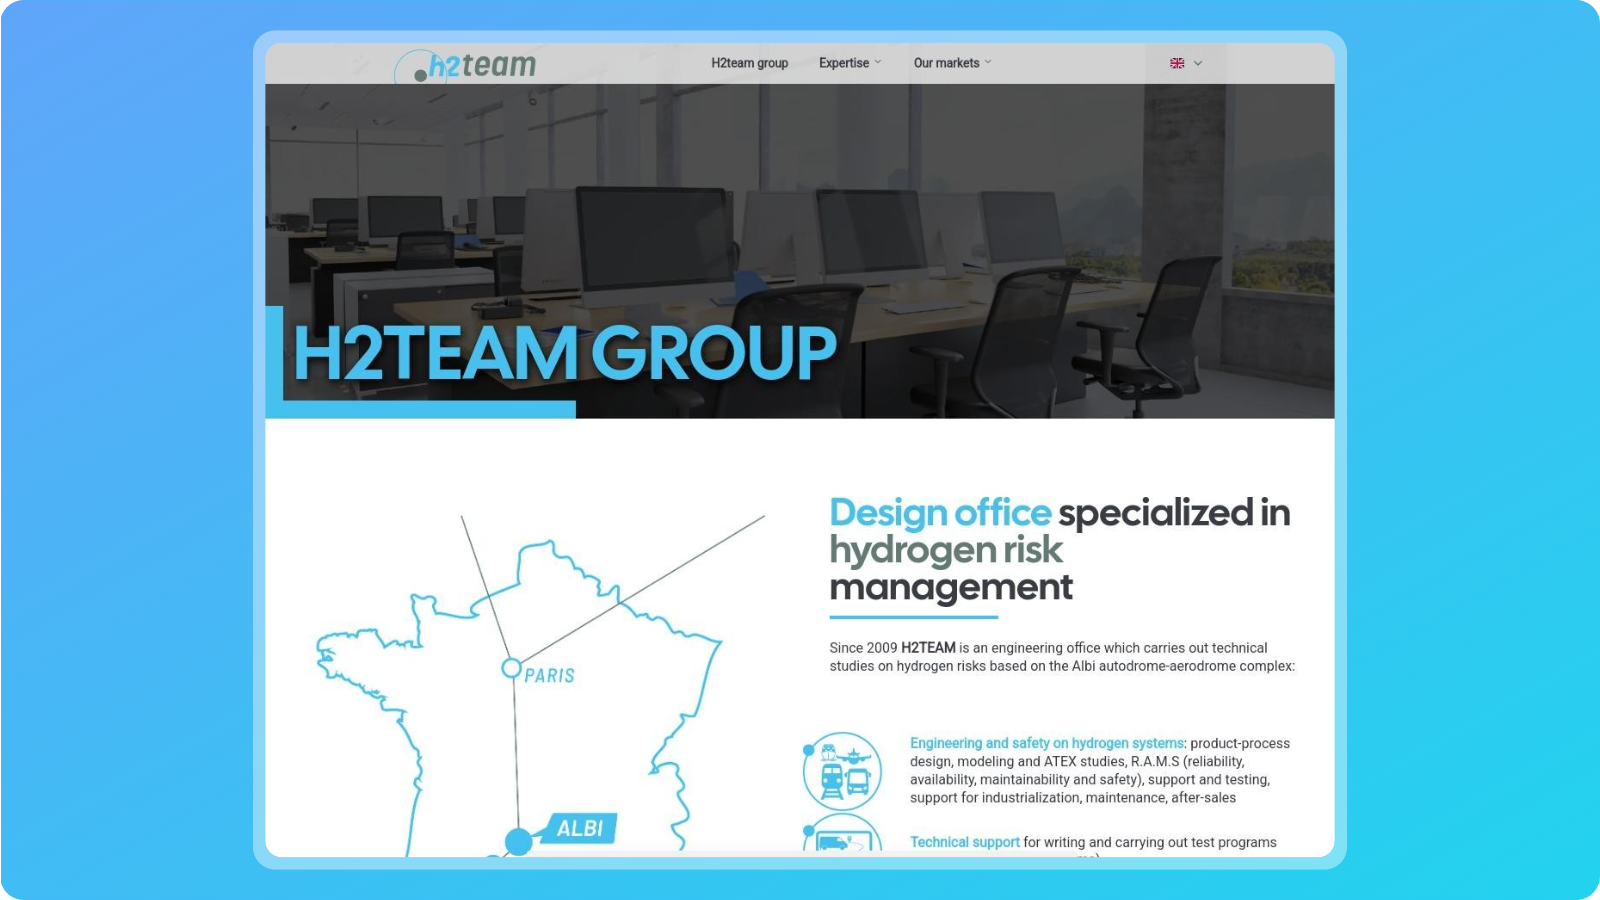 h2team
H2team group
Expertise
Our markets
H2TEAM GROUP
PARIS
ALBI
Design office specialized in
hydrogen risk
management
Since 2009 H2TEAM is an engineering office which carries out technical
studies on hydrogen risks based on the Albi autodrome-aerodrome complex:
Engineering and safety on hydrogen systems: product-process
design, modeling and ATEX studies, R.A.M.S (reliability,
availability, maintainability and safety), support and testing,
support for industrialization, maintenance, after-sales
Technical support for writing and carrying out test programs